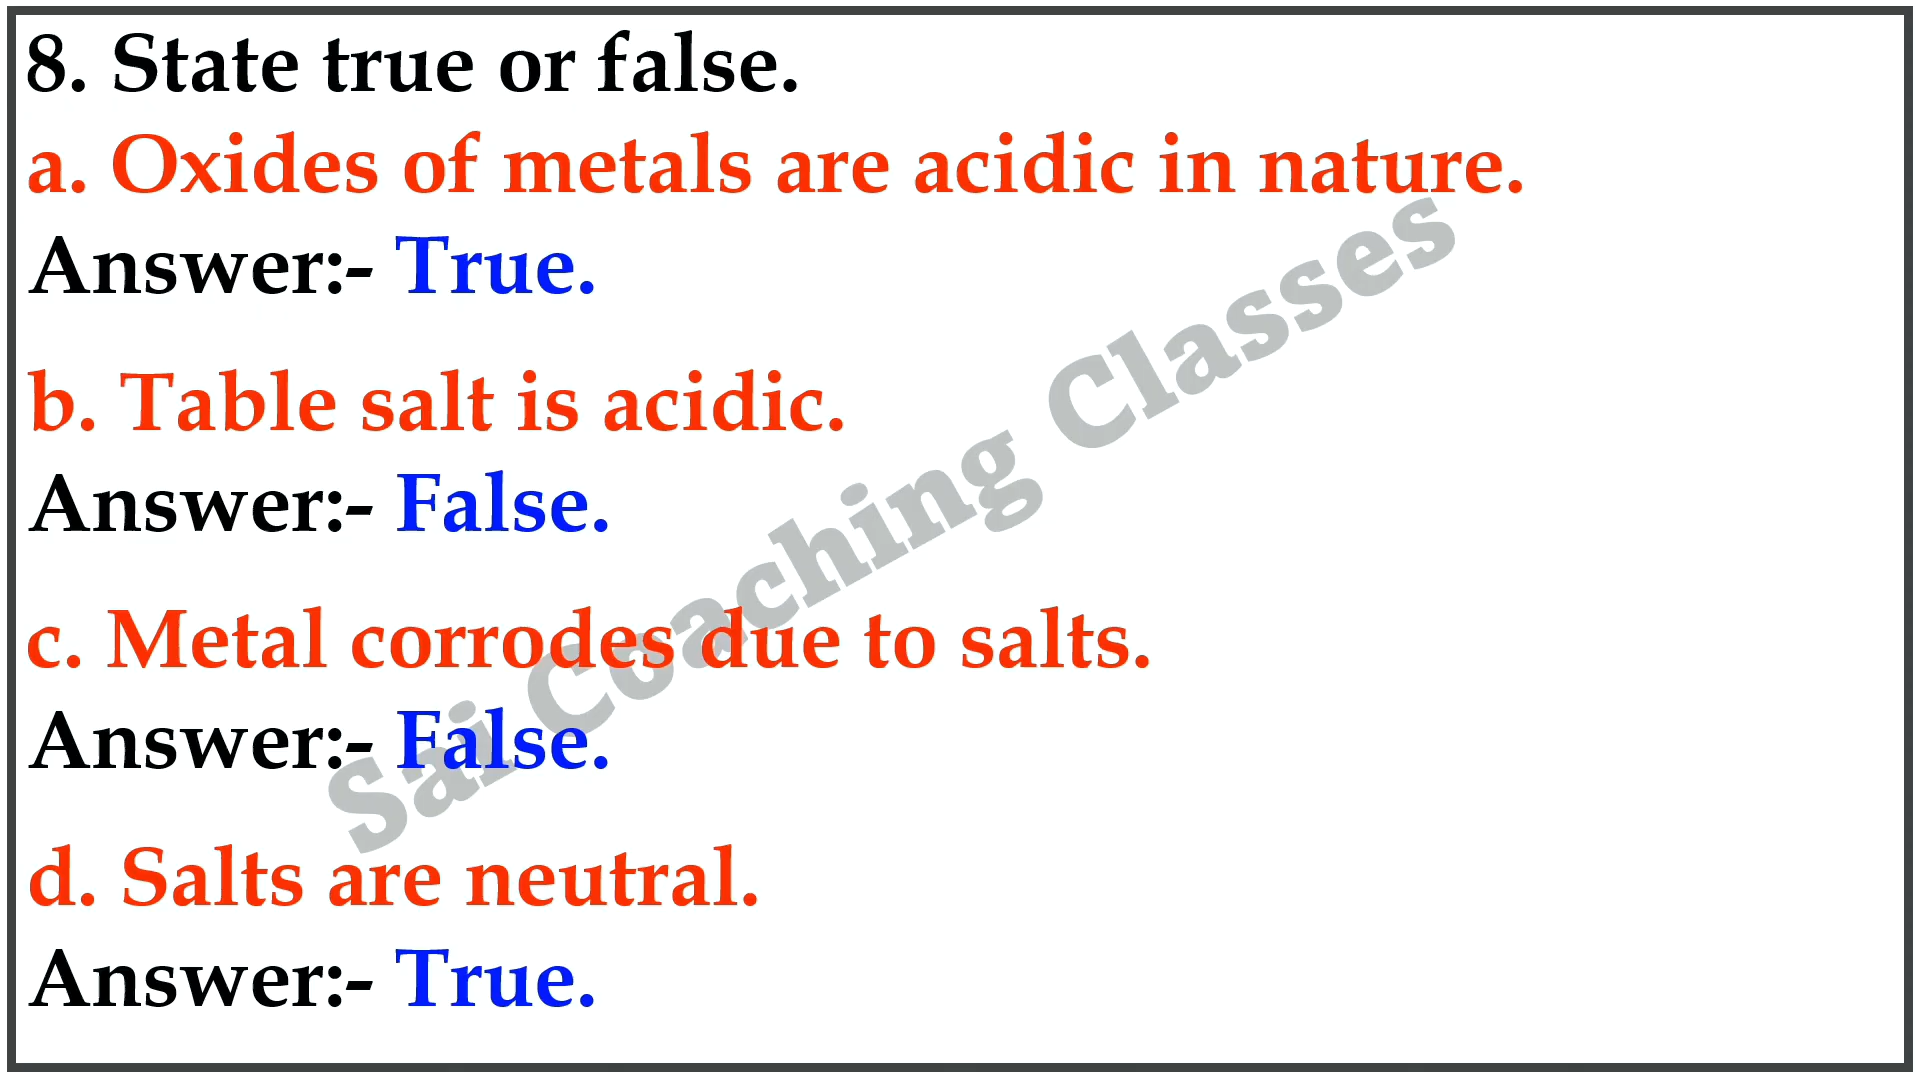 8. State true or false.
a. Oxides of metals are acidic in nature.
Answer:- True.
b. Table salt is acidic.
Answer:- False.
c. Metal corrodes due to salts.
Answer:- False.
d. Salts are neutral.
Answer:- True.
Sai Coaching Classes